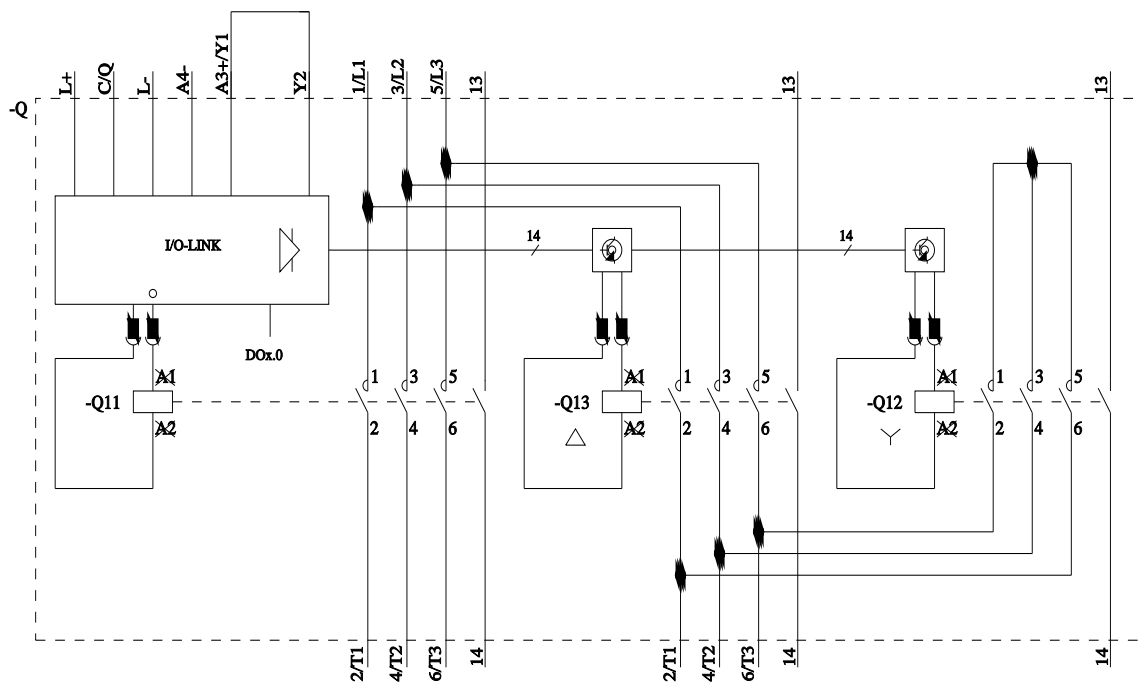 L+ C/Q L- A4- A3+/Y1 Y2 1/L1 3/L2 5/L3 13 13 13
-Q
I/O-LINK 14 14
DOx.0
A1 1 3 5 A1 1 3 5 A1 1 3 5
-Q11 -Q13 -Q12
A2 2 4 6 A2 2 4 6 A2 2 4 6
2/T1 4/T2 6/T3 14 2/T1 4/T2 6/T3 14 14